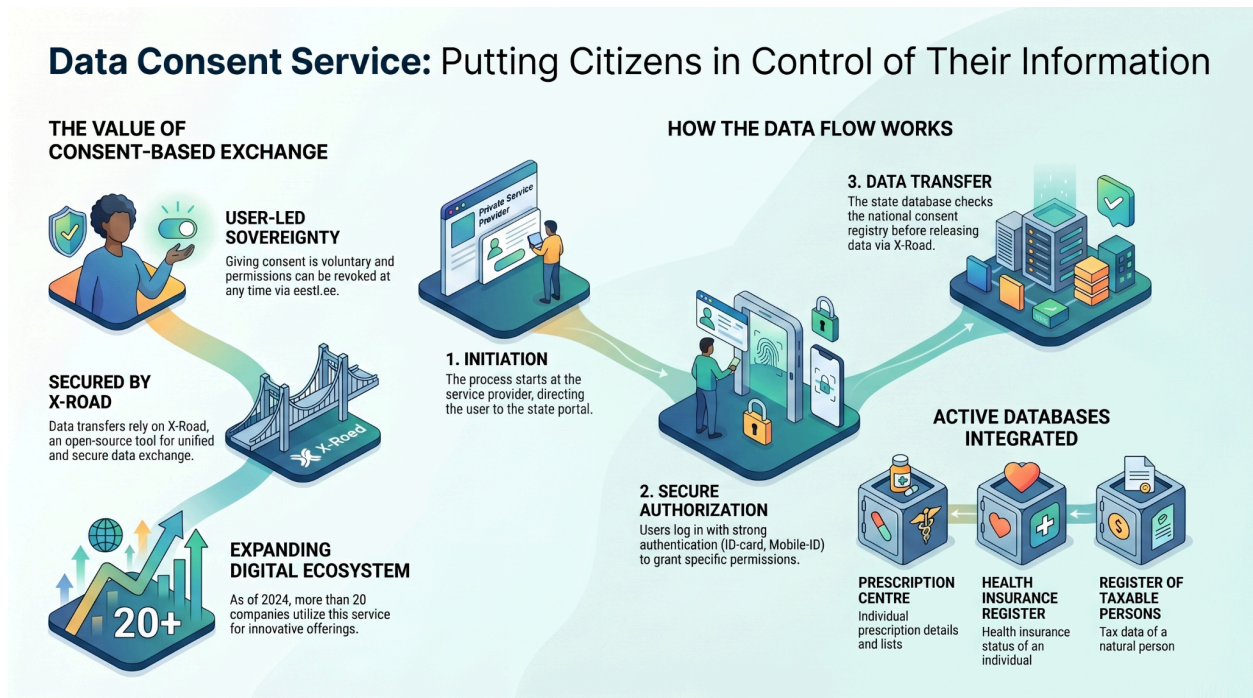 Data Consent Service: Putting Citizens in Control of Their Information
THE VALUE OF
CONSENT-BASED EXCHANGE
USER-LED
SOVEREIGNTY
Giving consent is voluntary and
permissions can be revoked at
any time via eestl.ee.
SECURED BY
X-ROAD
Data transfers rely on X-Road,
an open-source tool for unified
and secure data exchange.
X-Roed
EXPANDING
DIGITAL ECOSYSTEM
As of 2024, more than 20
companies utilize this service
for innovative offerings.
20+
HOW THE DATA FLOW WORKS
Private Service
Provider
1. INITIATION
The process starts at the
service provider, directing
the user to the state portal.
2. SECURE
AUTHORIZATION
Users log in with strong
authentication (ID-card, Mobile-ID)
to grant specific permissions.
3. DATA TRANSFER
The state database checks
the national consent
registry before releasing
data via X-Road.
ACTIVE DATABASES
INTEGRATED
PRESCRIPTION
CENTRE
Individual
prescription details
and lists
HEALTH
INSURANCE
REGISTER
Health insurance
status of an
individual
REGISTER OF
TAXABLE
PERSONS
Tax data of a
natural person